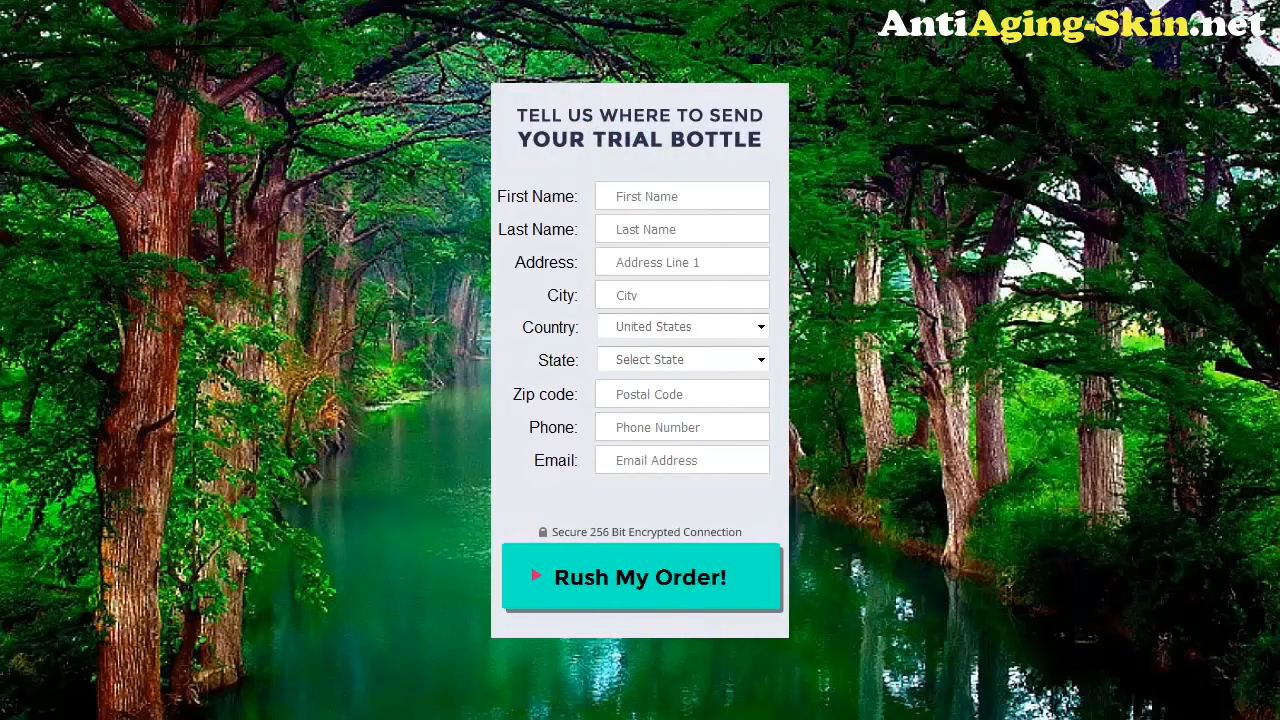 AntiAging-Skin.net
TELL US WHERE TO SEND
YOUR TRIAL BOTTLE
First Name: First Name
Last Name: Last Name
Address: Address Line 1
City: City
Country: United States
State: Select State
Zip code: Postal Code
Phone: Phone Number
Email: Email Address
Secure 256 Bit Encrypted Connection
Rush My Order!